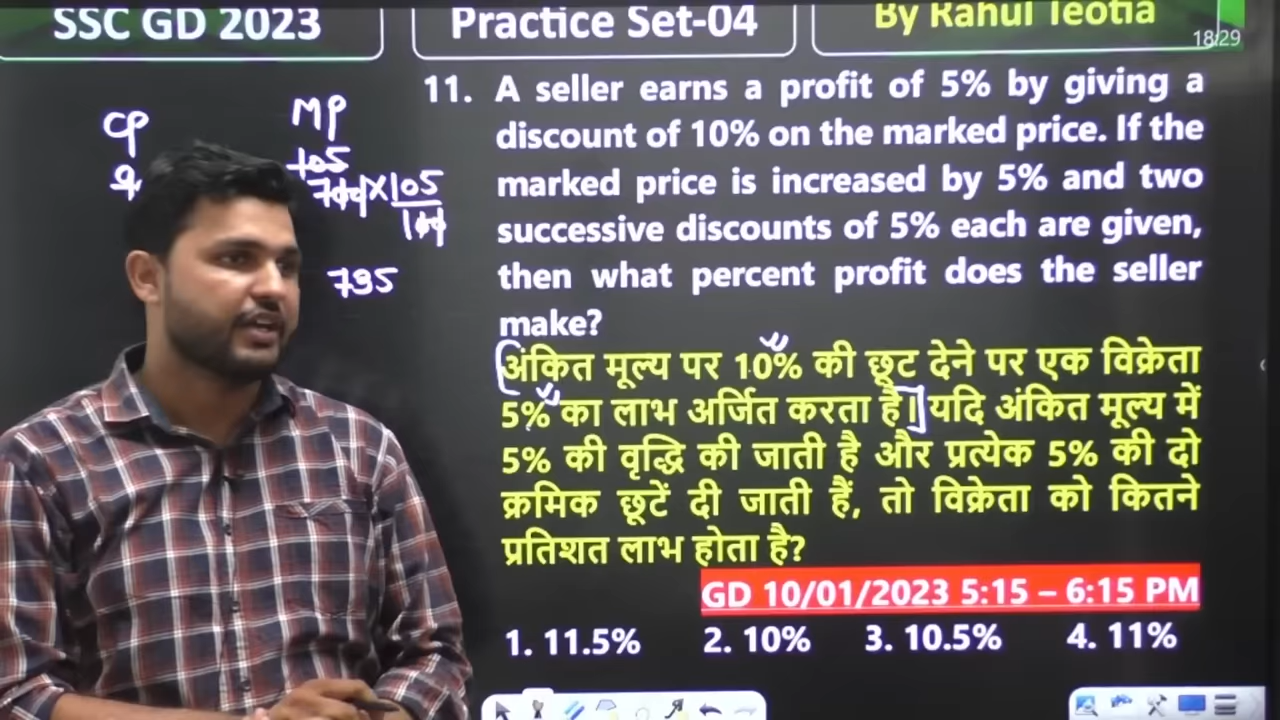 SSC GD 2023
Practice Set-04
By Rahul Teotia
18:29
CP
MP
105
X105
795
11. A seller earns a profit of 5% by giving a
discount of 10% on the marked price. If the
marked price is increased by 5% and two
successive discounts of 5% each are given,
then what percent profit does the seller
make?
अंकित मूल्य पर 10% की छूट देने पर एक विक्रेता
5% का लाभ अर्जित करता है। यदि अंकित मूल्य में
5% की वृद्धि की जाती है और प्रत्येक 5% की दो
क्रमिक छूटें दी जाती हैं, तो विक्रेता को कितने
प्रतिशत लाभ होता है?
GD 10/01/2023 5:15 – 6:15 PM
1. 11.5% 2. 10% 3. 10.5% 4. 11%